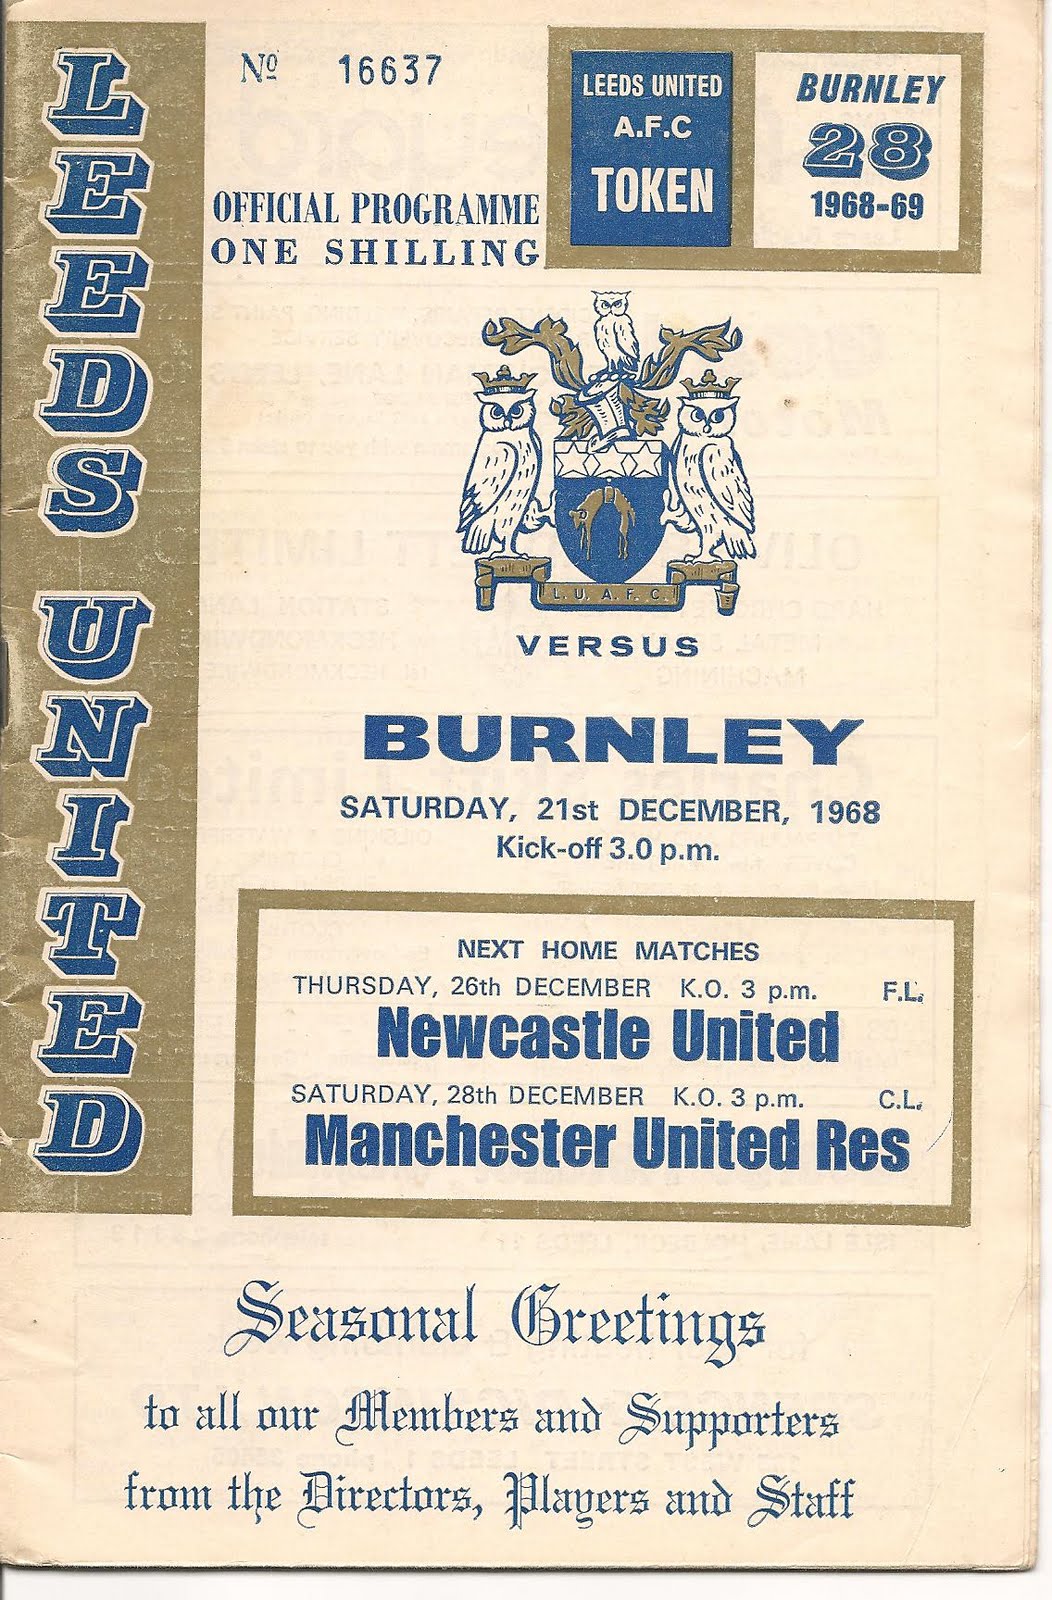 LEEDS UNITED
Nº 16637
OFFICIAL PROGRAMME
ONE SHILLING
LEEDS UNITED
A.F.C
TOKEN
BURNLEY
28
1968-69
L. U. A. F. C.
VERSUS
BURNLEY
SATURDAY, 21st DECEMBER, 1968
Kick-off 3.0 p.m.
NEXT HOME MATCHES
THURSDAY, 26th DECEMBER K.O. 3 p.m. F.L.
Newcastle United
SATURDAY, 28th DECEMBER K.O. 3 p.m. C.L.
Manchester United Res
Seasonal Greetings
to all our Members and Supporters
from the Directors, Players and Staff